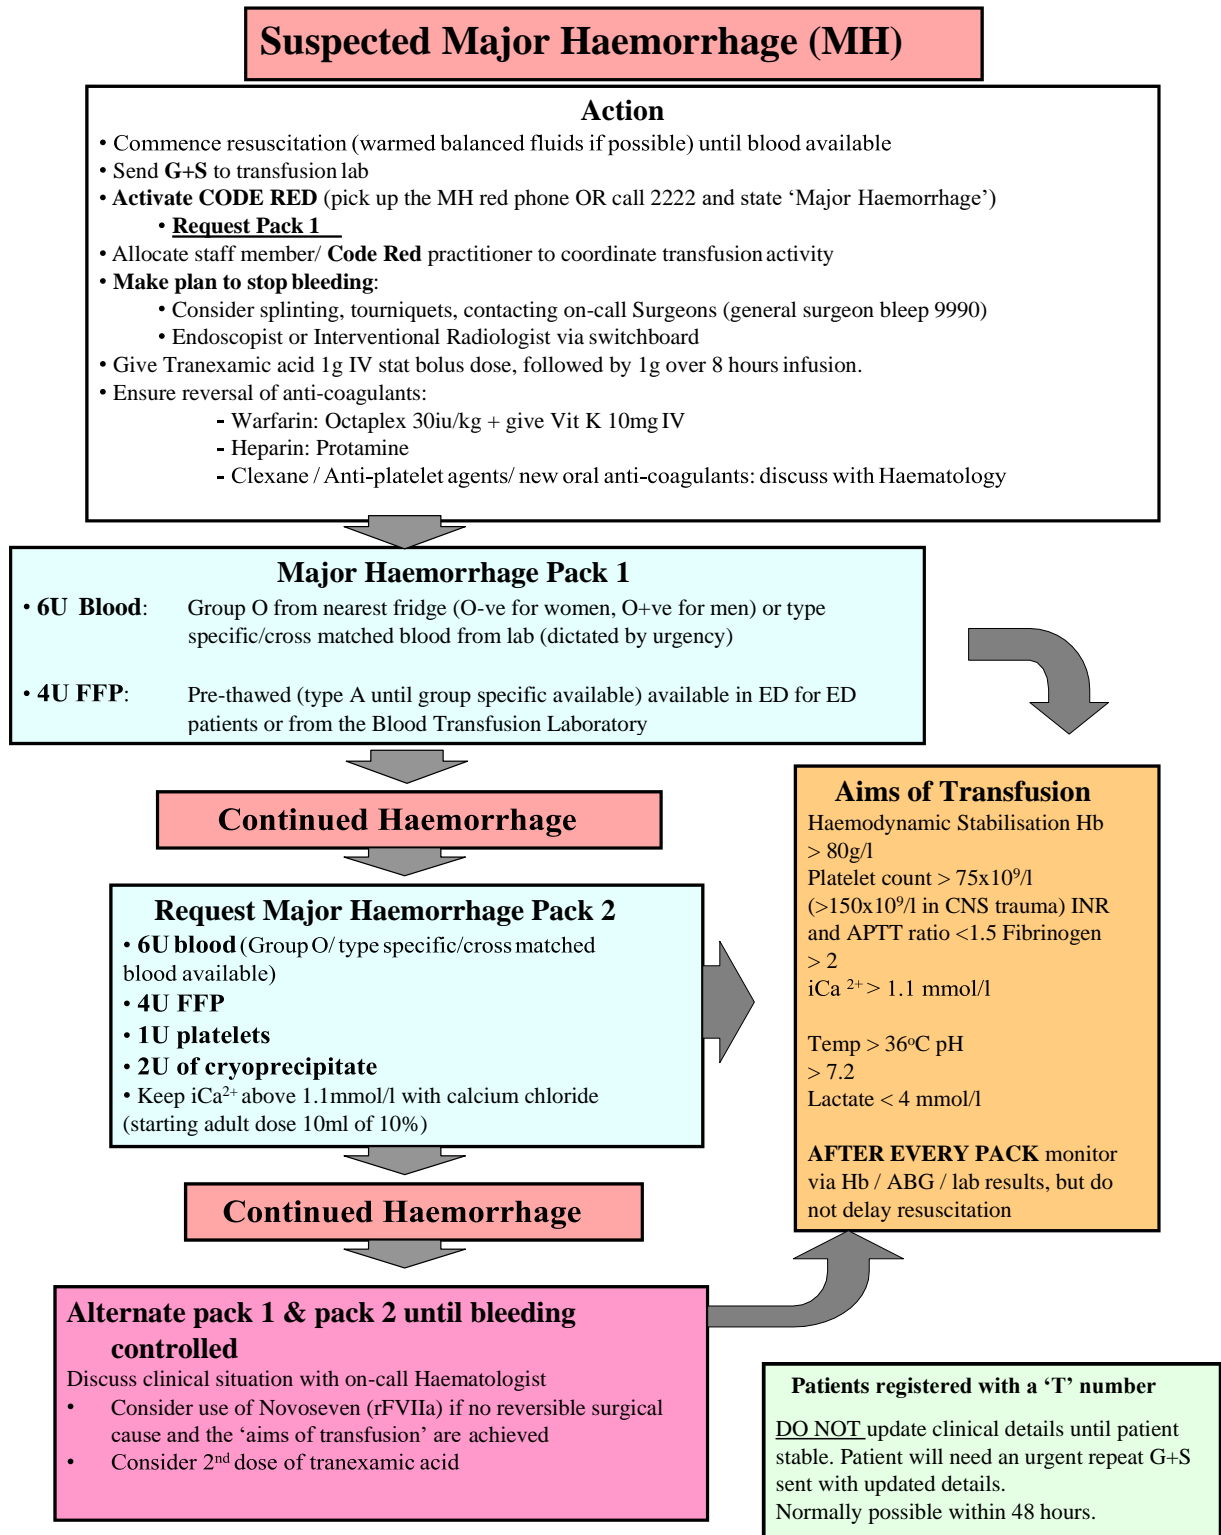 Suspected Major Haemorrhage (MH)
Action
• Commence resuscitation (warmed balanced fluids if possible) until blood available
• Send G+S to transfusion lab
• Activate CODE RED (pick up the MH red phone OR call 2222 and state ‘Major Haemorrhage’)
• Request Pack 1
• Allocate staff member/ Code Red practitioner to coordinate transfusion activity
• Make plan to stop bleeding:
• Consider splinting, tourniquets, contacting on-call Surgeons (general surgeon bleep 9990)
• Endoscopist or Interventional Radiologist via switchboard
• Give Tranexamic acid 1g IV stat bolus dose, followed by 1g over 8 hours infusion.
• Ensure reversal of anti-coagulants:
- Warfarin: Octaplex 30iu/kg + give Vit K 10mg IV
- Heparin: Protamine
- Clexane / Anti-platelet agents/ new oral anti-coagulants: discuss with Haematology
Major Haemorrhage Pack 1
• 6U Blood: Group O from nearest fridge (O-ve for women, O+ve for men) or type
specific/cross matched blood from lab (dictated by urgency)
• 4U FFP: Pre-thawed (type A until group specific available) available in ED for ED
patients or from the Blood Transfusion Laboratory
Continued Haemorrhage
Request Major Haemorrhage Pack 2
• 6U blood (Group O/ type specific/cross matched
blood available)
• 4U FFP
• 1U platelets
• 2U of cryoprecipitate
• Keep iCa²⁺ above 1.1mmol/l with calcium chloride
(starting adult dose 10ml of 10%)
Continued Haemorrhage
Alternate pack 1 & pack 2 until bleeding
controlled
Discuss clinical situation with on-call Haematologist
• Consider use of Novoseven (rFVIIa) if no reversible surgical
cause and the ‘aims of transfusion’ are achieved
• Consider 2nd dose of tranexamic acid
Aims of Transfusion
Haemodynamic Stabilisation Hb
> 80g/l
Platelet count > 75x10⁹/l
(>150x10⁹/l in CNS trauma) INR
and APTT ratio <1.5 Fibrinogen
> 2
iCa ²⁺ > 1.1 mmol/l
Temp > 36ºC pH
> 7.2
Lactate < 4 mmol/l
AFTER EVERY PACK monitor
via Hb / ABG / lab results, but do
not delay resuscitation
Patients registered with a ‘T’ number
DO NOT update clinical details until patient
stable. Patient will need an urgent repeat G+S
sent with updated details.
Normally possible within 48 hours.